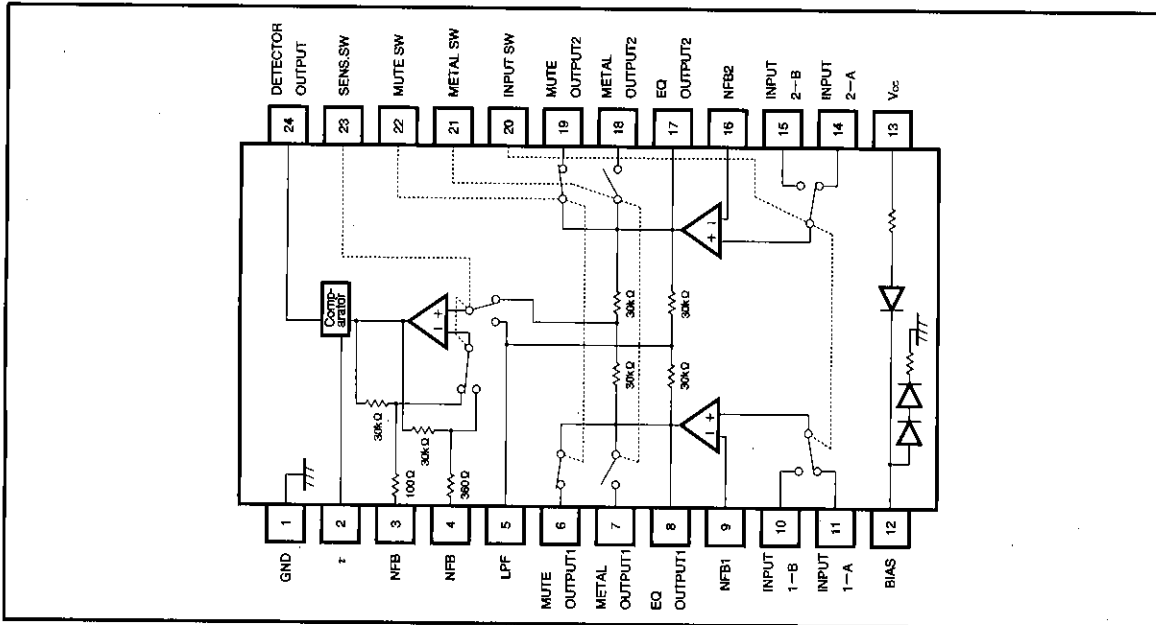 DETECTOR
OUTPUT
SENS.SW
MUTE SW
METAL SW
INPUT SW
MUTE
OUTPUT2
METAL
OUTPUT2
EQ
OUTPUT2
NFB2
INPUT
2-B
INPUT
2-A
Vcc
24
23
22
21
20
19
18
17
16
15
14
13
Comp-
arator
+
−
+
−
30kΩ
30kΩ
30kΩ
30kΩ
30kΩ
30kΩ
100Ω
360Ω
+
−
1
2
3
4
5
6
7
8
9
10
11
12
GND
τ
NFB
NFB
LPF
MUTE
OUTPUT1
METAL
OUTPUT1
EQ
OUTPUT1
NFB1
INPUT
1-B
INPUT
1-A
BIAS